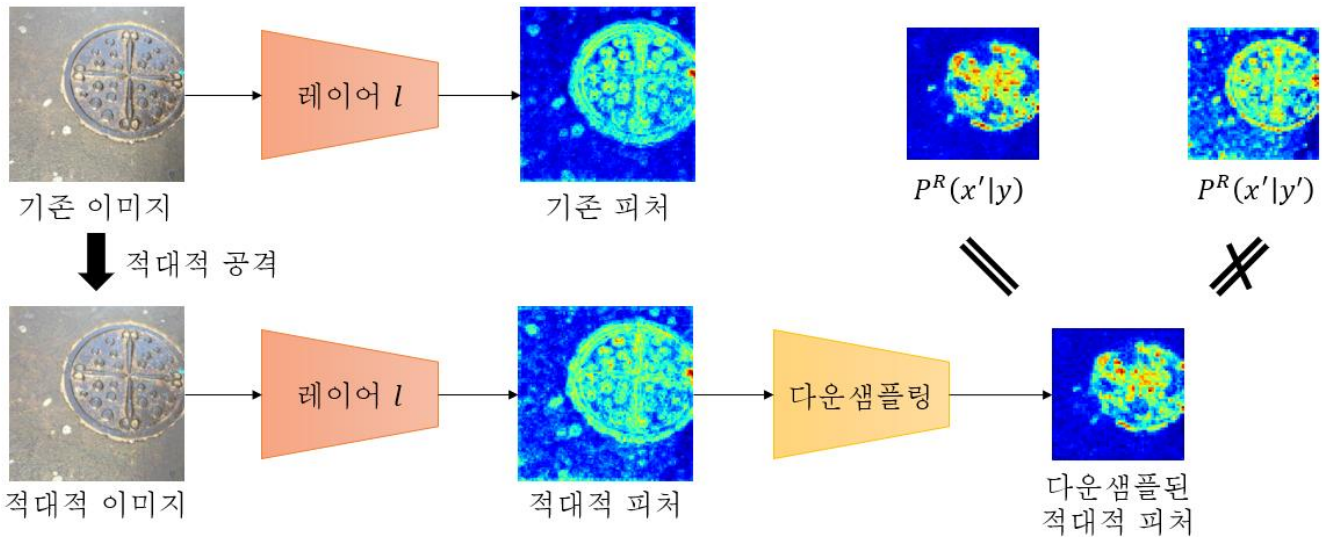 레이어 l
기존 이미지
기존 피처
P^R(x'|y)
P^R(x'|y')
적대적 공격
레이어 l
다운샘플링
적대적 이미지
적대적 피처
다운샘플된
적대적 피처